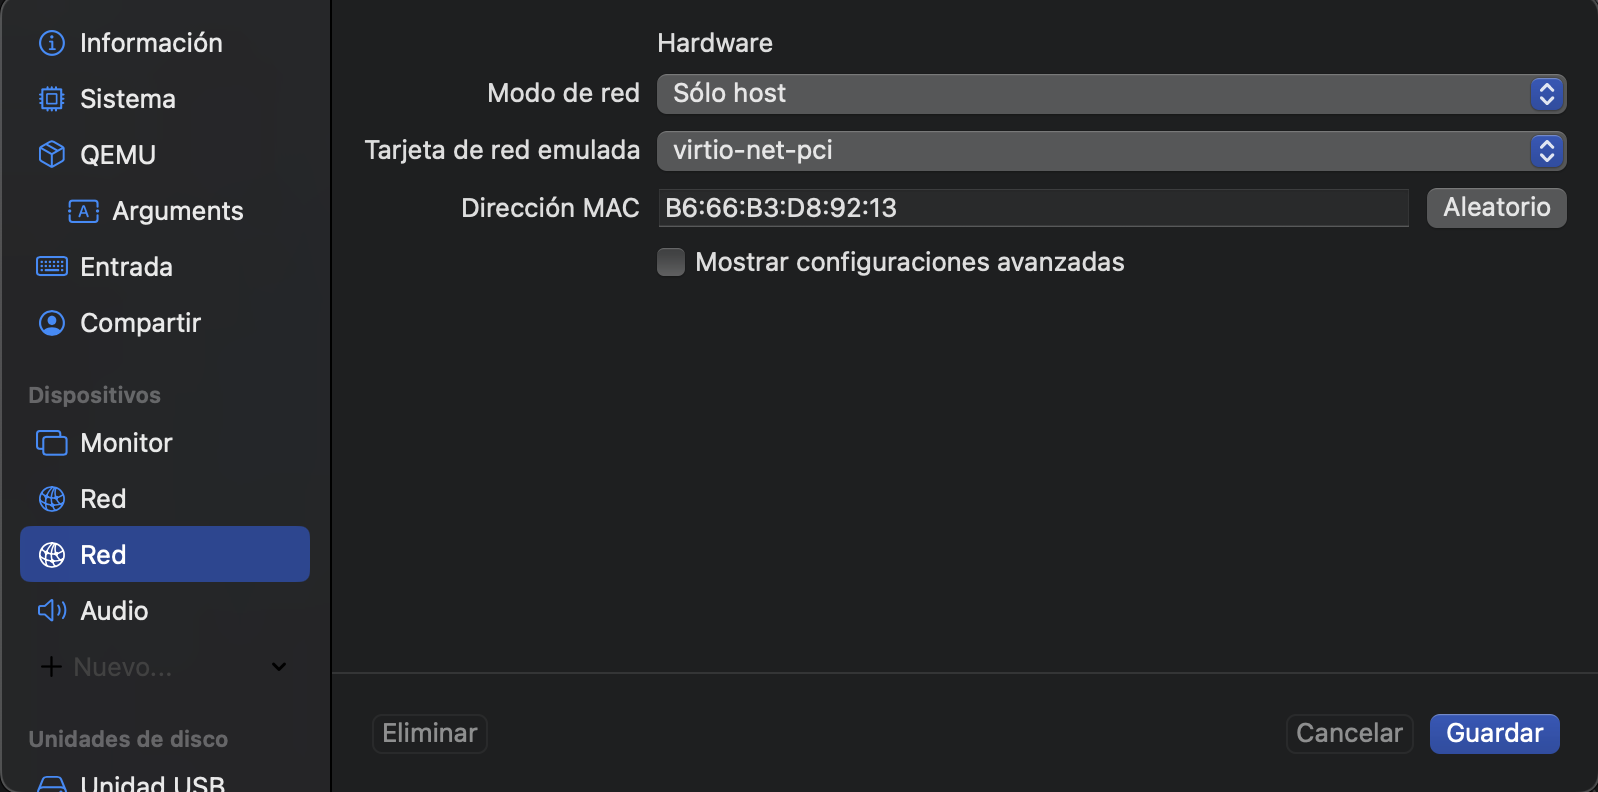 Información
Sistema
QEMU
A
Arguments
Entrada
Compartir
Dispositivos
Monitor
Red
Red
Audio
Nuevo...
Unidades de disco
Unidad USB
Hardware
Modo de red
Sólo host
Tarjeta de red emulada
virtio-net-pci
Dirección MAC
B6:66:B3:D8:92:13
Aleatorio
Mostrar configuraciones avanzadas
Eliminar
Cancelar
Guardar